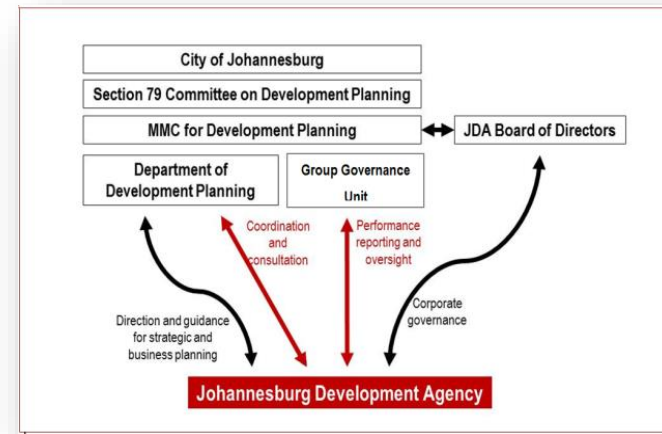 City of Johannesburg
Section 79 Committee on Development Planning
MMC for Development Planning
JDA Board of Directors
Department of
Development Planning
Group Governance
Unit
Coordination
and
consultation
Performance
reporting and
oversight
Direction and guidance
for strategic and
business planning
Corporate
governance
Johannesburg Development Agency